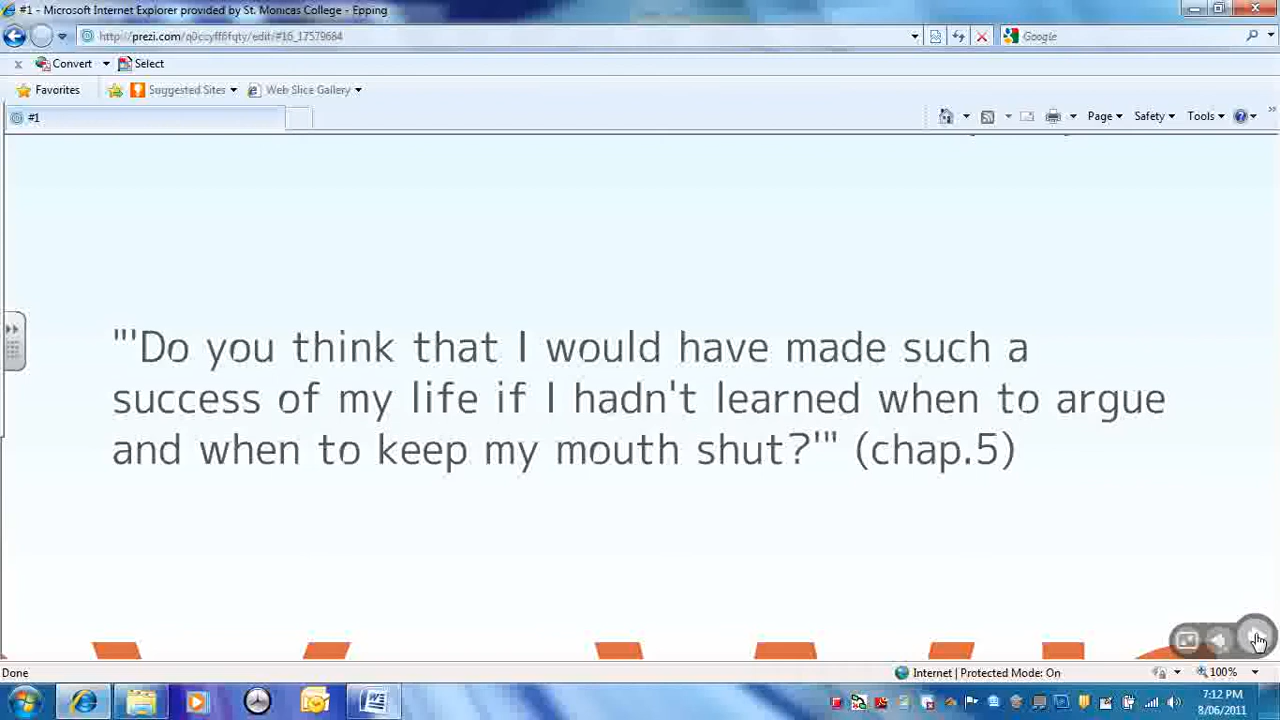 #1 - Microsoft Internet Explorer provided by St. Monicas College - Epping
http://prezi.com/
Google
x Convert Select
Favorites Suggested Sites Web Slice Gallery
#1 Page Safety Tools
"'Do you think that I would have made such a
success of my life if I hadn't learned when to argue
and when to keep my mouth shut?'" (chap.5)
Done Internet | Protected Mode: On 100%
7:12 PM
8/06/2011